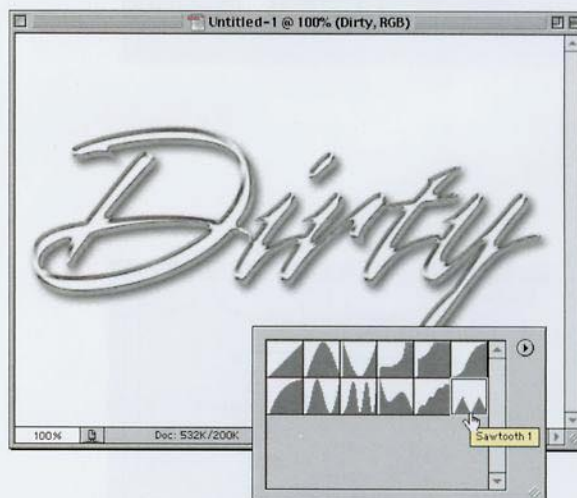 Untitled-1 @ 100% (Dirty, RGB)
Dirty
100%
Doc: 532K/200K
Sawtooth 1